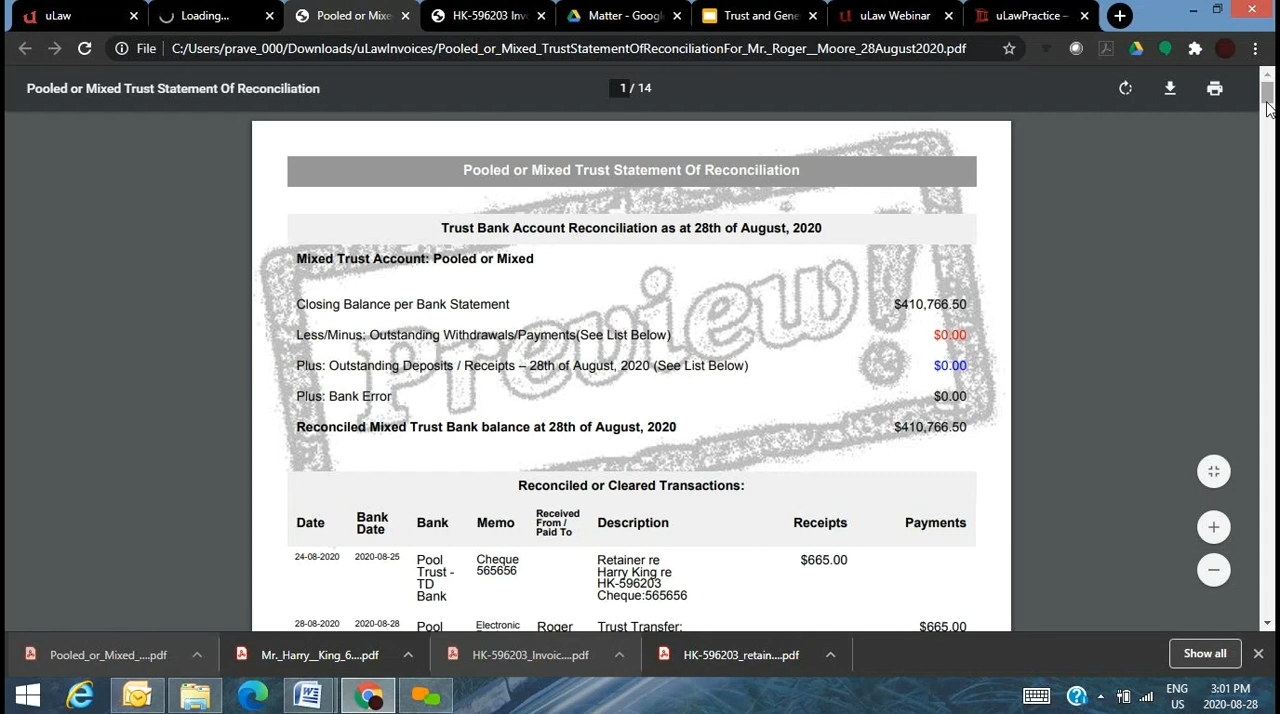 uLaw
Loading...
Pooled or Mixe
HK-596203 Inv
Matter - Googl
Trust and Gene
uLaw Webinar
uLawPractice –
File C:/Users/prave_000/Downloads/uLawInvoices/Pooled_or_Mixed_TrustStatementOfReconciliationFor_Mr._Roger__Moore_28August2020.pdf
Pooled or Mixed Trust Statement Of Reconciliation
1 / 14
Pooled or Mixed Trust Statement Of Reconciliation
Trust Bank Account Reconciliation as at 28th of August, 2020
Mixed Trust Account: Pooled or Mixed
Closing Balance per Bank Statement $410,766.50
Less/Minus: Outstanding Withdrawals/Payments(See List Below) $0.00
Plus: Outstanding Deposits / Receipts – 28th of August, 2020 (See List Below) $0.00
Plus: Bank Error $0.00
Reconciled Mixed Trust Bank balance at 28th of August, 2020 $410,766.50
Preview!
Reconciled or Cleared Transactions:
Date
Bank
Date
Bank
Memo
Received
From /
Paid To
Description
Receipts
Payments
24-08-2020
2020-08-25
Pool
Trust -
TD
Bank
Cheque
565656
Retainer re
Harry King re
HK-596203
Cheque:565656
$665.00
28-08-2020
2020-08-28
Pool
Electronic
Roger
Trust Transfer:
$665.00
Pooled_or_Mixed_....pdf
Mr._Harry__King_6....pdf
HK-596203_Invoic....pdf
HK-596203_retain....pdf
Show all
ENG
US
3:01 PM
2020-08-28